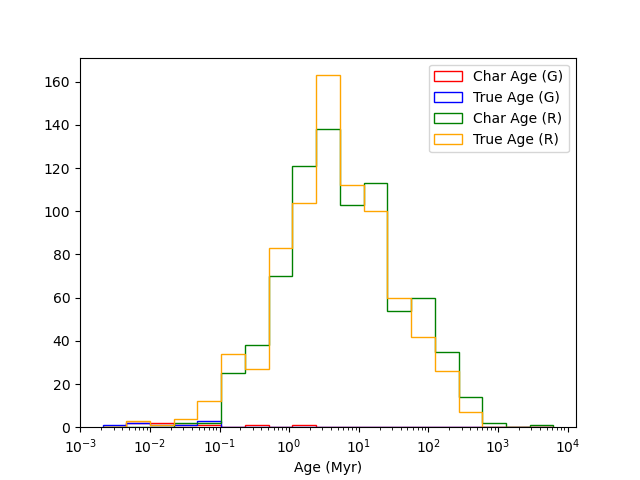 Char Age (G)
True Age (G)
Char Age (R)
True Age (R)
160
140
120
100
80
60
40
20
0
10⁻³ 10⁻² 10⁻¹ 10⁰ 10¹ 10² 10³ 10⁴
Age (Myr)